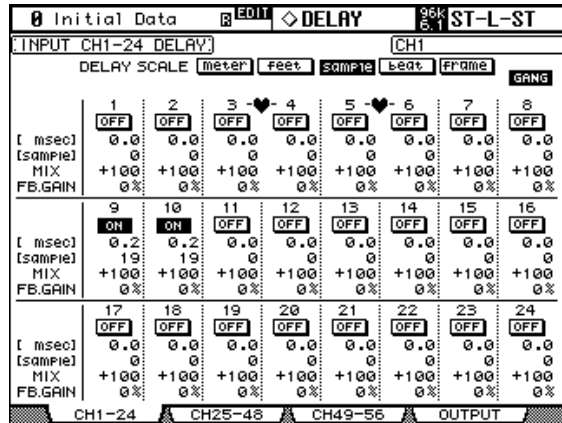 0 Initial Data R EDIT ◇DELAY 96k 6.1 ST-L-ST
INPUT CH1-24 DELAY CH1
DELAY SCALE meter feet sample beat frame
GANG
1 2 3 -♥- 4 5 -♥- 6 7 8
OFF OFF OFF OFF OFF OFF OFF OFF
[ msec] 0.0 0.0 0.0 0.0 0.0 0.0 0.0 0.0
[sample] 0 0 0 0 0 0 0 0
MIX +100 +100 +100 +100 +100 +100 +100 +100
FB.GAIN 0% 0% 0% 0% 0% 0% 0% 0%
9 10 11 12 13 14 15 16
ON ON OFF OFF OFF OFF OFF OFF
[ msec] 0.2 0.2 0.0 0.0 0.0 0.0 0.0 0.0
[sample] 19 19 0 0 0 0 0 0
MIX +100 +100 +100 +100 +100 +100 +100 +100
FB.GAIN 0% 0% 0% 0% 0% 0% 0% 0%
17 18 19 20 21 22 23 24
OFF OFF OFF OFF OFF OFF OFF OFF
[ msec] 0.0 0.0 0.0 0.0 0.0 0.0 0.0 0.0
[sample] 0 0 0 0 0 0 0 0
MIX +100 +100 +100 +100 +100 +100 +100 +100
FB.GAIN 0% 0% 0% 0% 0% 0% 0% 0%
CH1-24 CH25-48 CH49-56 OUTPUT